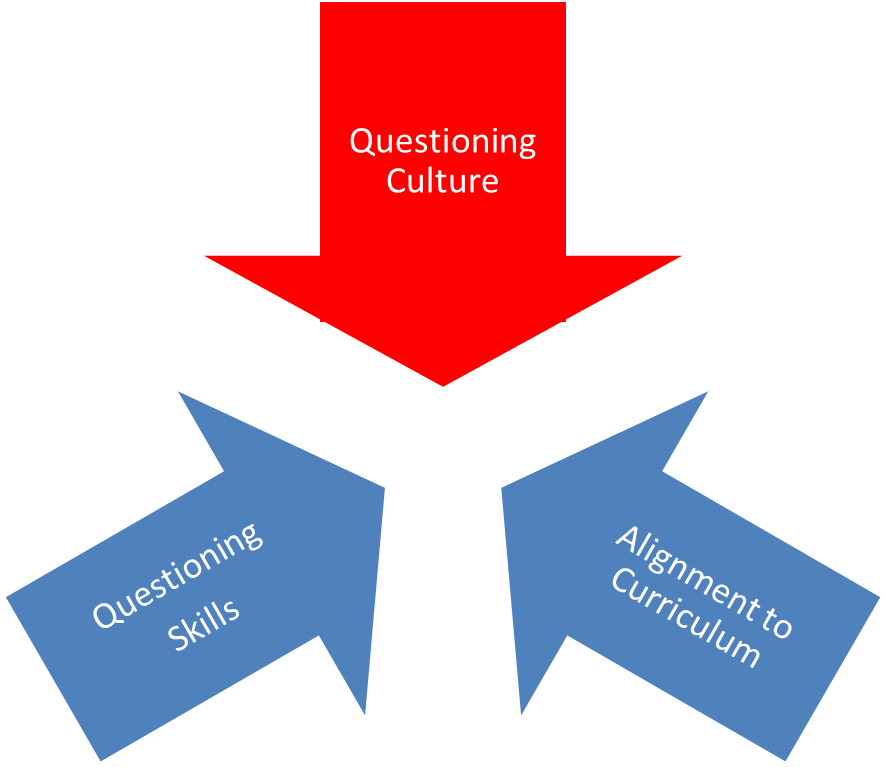 Questioning
Culture
Questioning
Skills
Alignment to
Curriculum